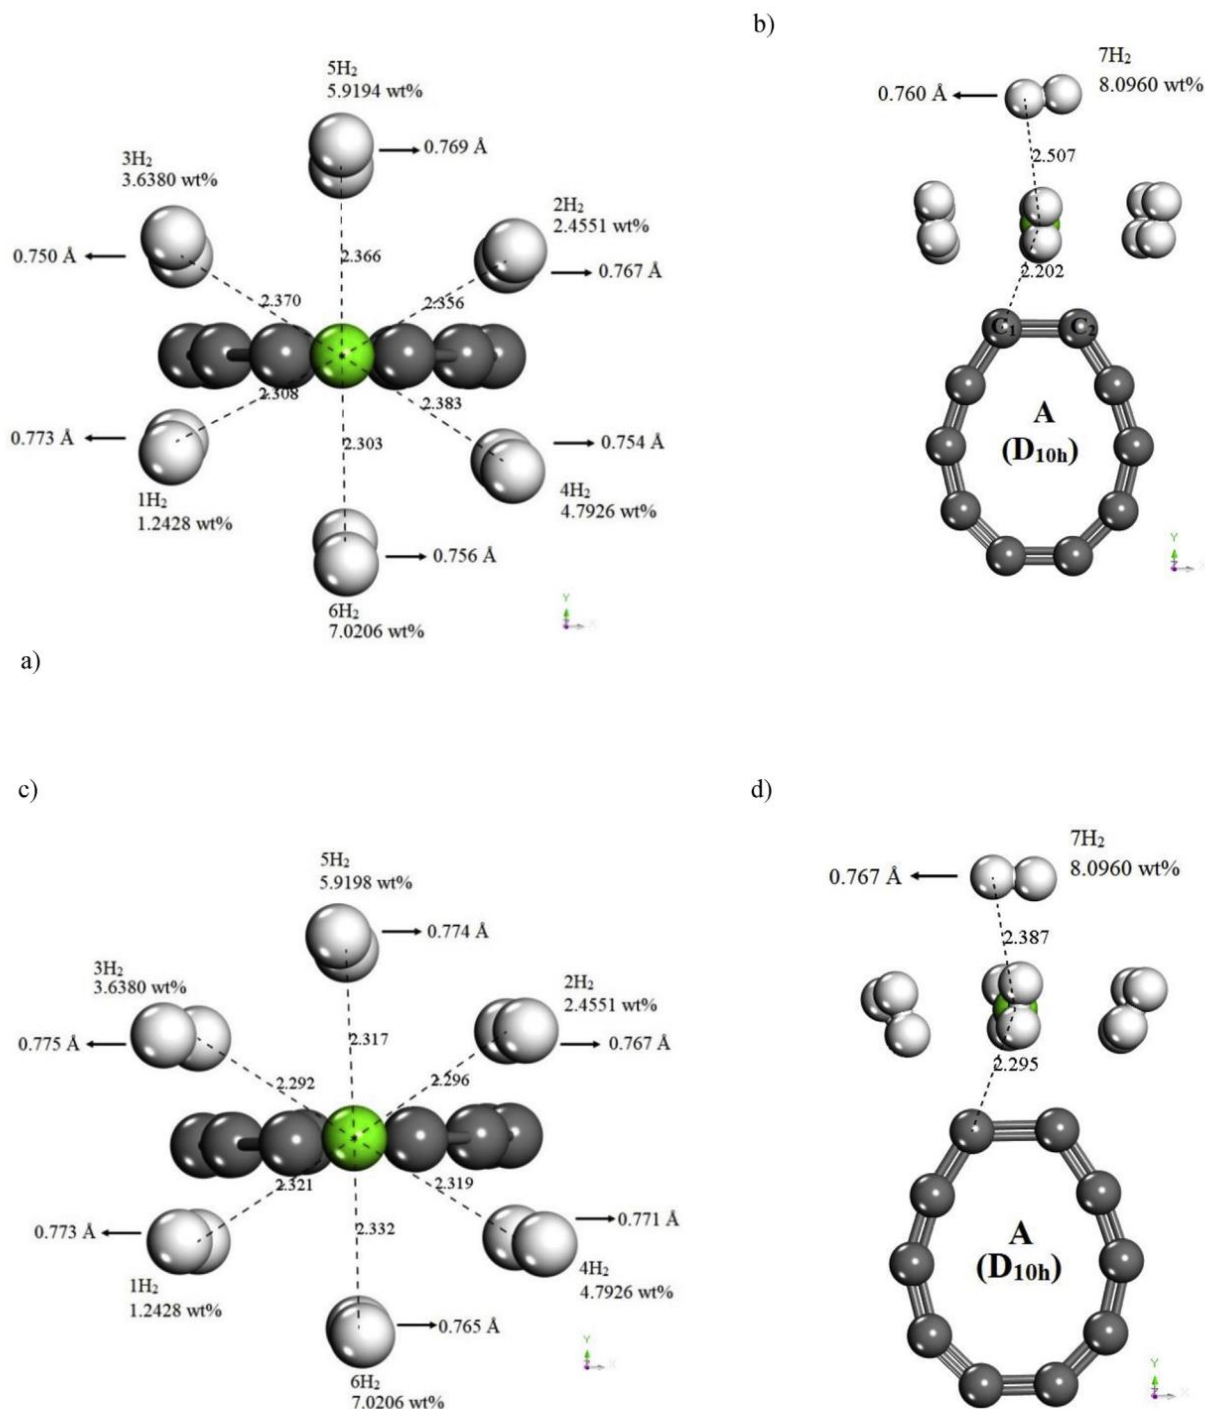 b)
5H₂
5.9194 wt%
0.769 Å
3H₂
3.6380 wt%
0.750 Å
2H₂
2.4551 wt%
0.767 Å
2.366
2.370
2.356
2.308
2.383
2.303
0.773 Å
1H₂
1.2428 wt%
0.754 Å
4H₂
4.7926 wt%
0.756 Å
6H₂
7.0206 wt%
Y
X
Z
a)
7H₂
8.0960 wt%
0.760 Å
2.507
2.202
C₁
C₂
A
(D₁₀ₕ)
Y
X
Z
c)
5H₂
5.9198 wt%
0.774 Å
3H₂
3.6380 wt%
0.775 Å
2H₂
2.4551 wt%
0.767 Å
2.317
2.292
2.296
2.321
2.319
2.332
0.773 Å
1H₂
1.2428 wt%
0.771 Å
4H₂
4.7926 wt%
0.765 Å
6H₂
7.0206 wt%
Y
X
Z
d)
7H₂
8.0960 wt%
0.767 Å
2.387
2.295
A
(D₁₀ₕ)
Y
X
Z